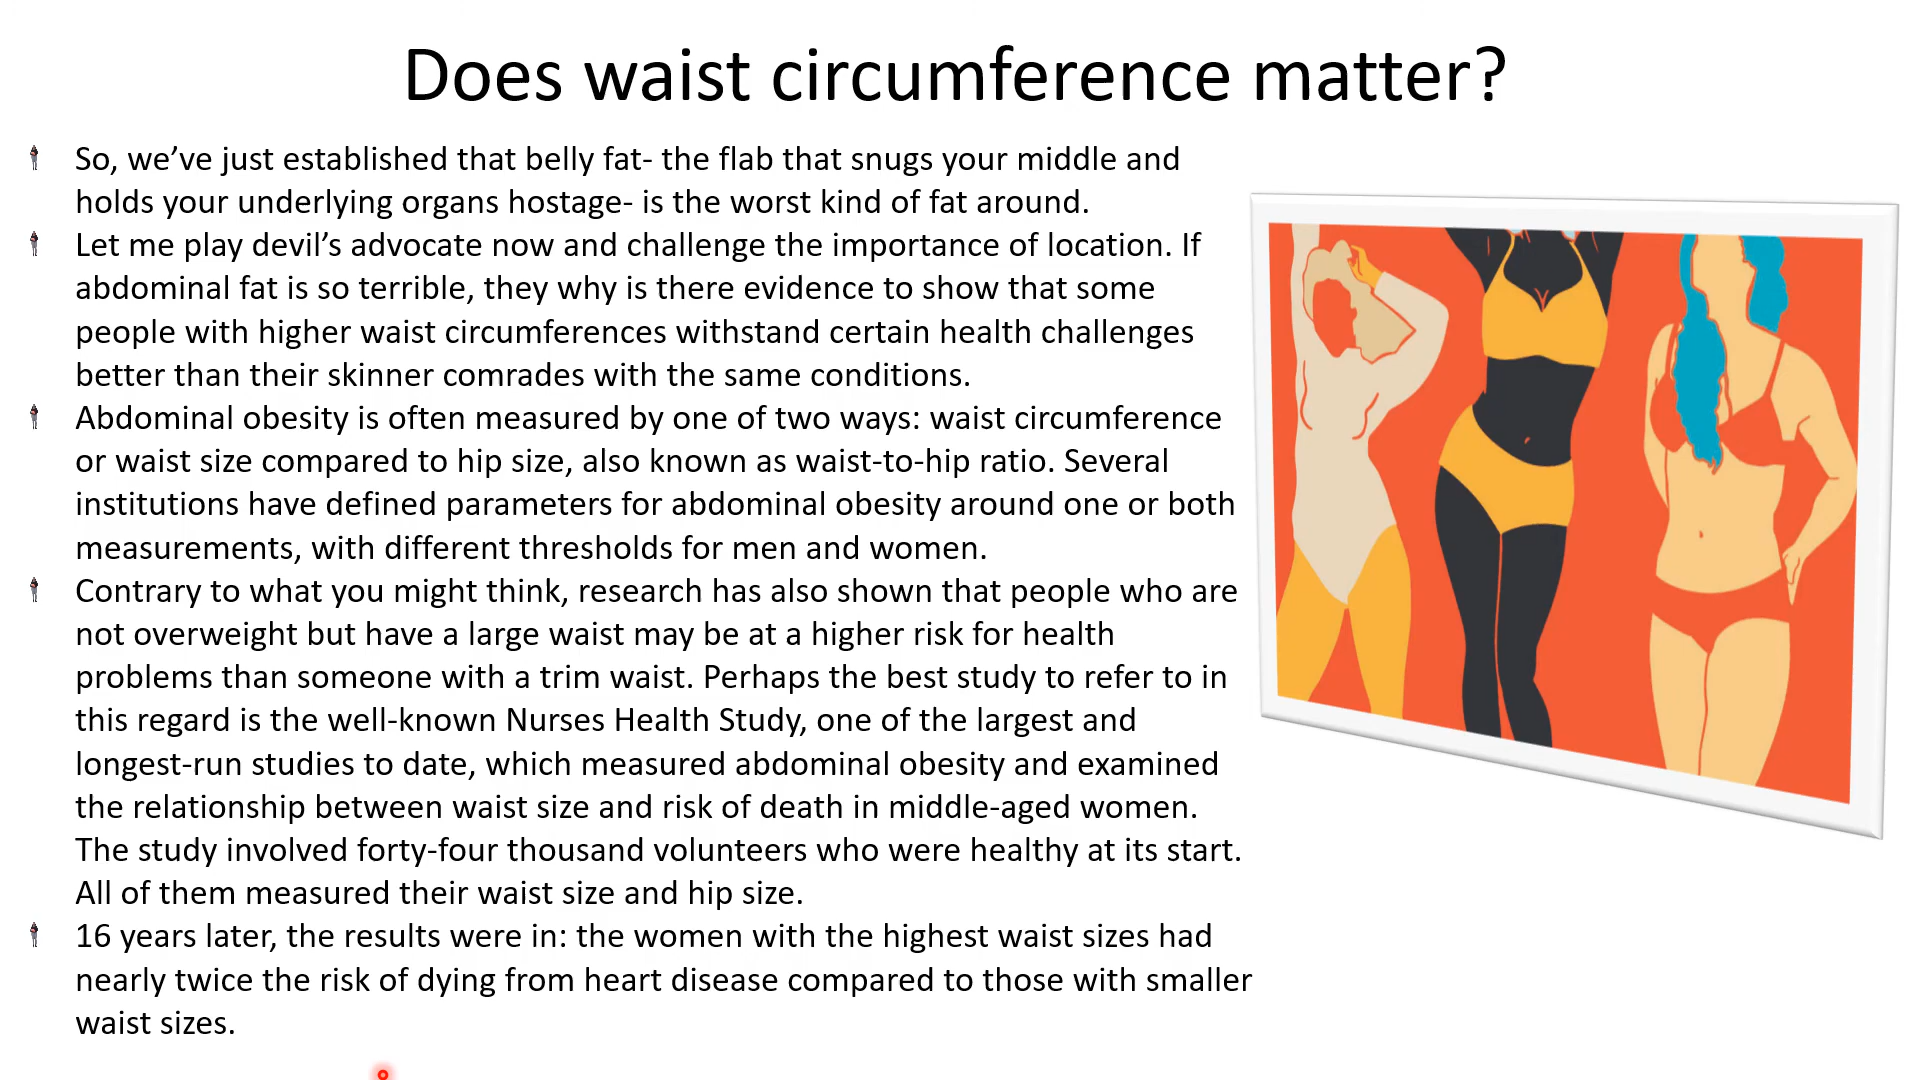 Does waist circumference matter?
So, we’ve just established that belly fat- the flab that snugs your middle and
holds your underlying organs hostage- is the worst kind of fat around.
Let me play devil’s advocate now and challenge the importance of location. If
abdominal fat is so terrible, they why is there evidence to show that some
people with higher waist circumferences withstand certain health challenges
better than their skinner comrades with the same conditions.
Abdominal obesity is often measured by one of two ways: waist circumference
or waist size compared to hip size, also known as waist-to-hip ratio. Several
institutions have defined parameters for abdominal obesity around one or both
measurements, with different thresholds for men and women.
Contrary to what you might think, research has also shown that people who are
not overweight but have a large waist may be at a higher risk for health
problems than someone with a trim waist. Perhaps the best study to refer to in
this regard is the well-known Nurses Health Study, one of the largest and
longest-run studies to date, which measured abdominal obesity and examined
the relationship between waist size and risk of death in middle-aged women.
The study involved forty-four thousand volunteers who were healthy at its start.
All of them measured their waist size and hip size.
16 years later, the results were in: the women with the highest waist sizes had
nearly twice the risk of dying from heart disease compared to those with smaller
waist sizes.